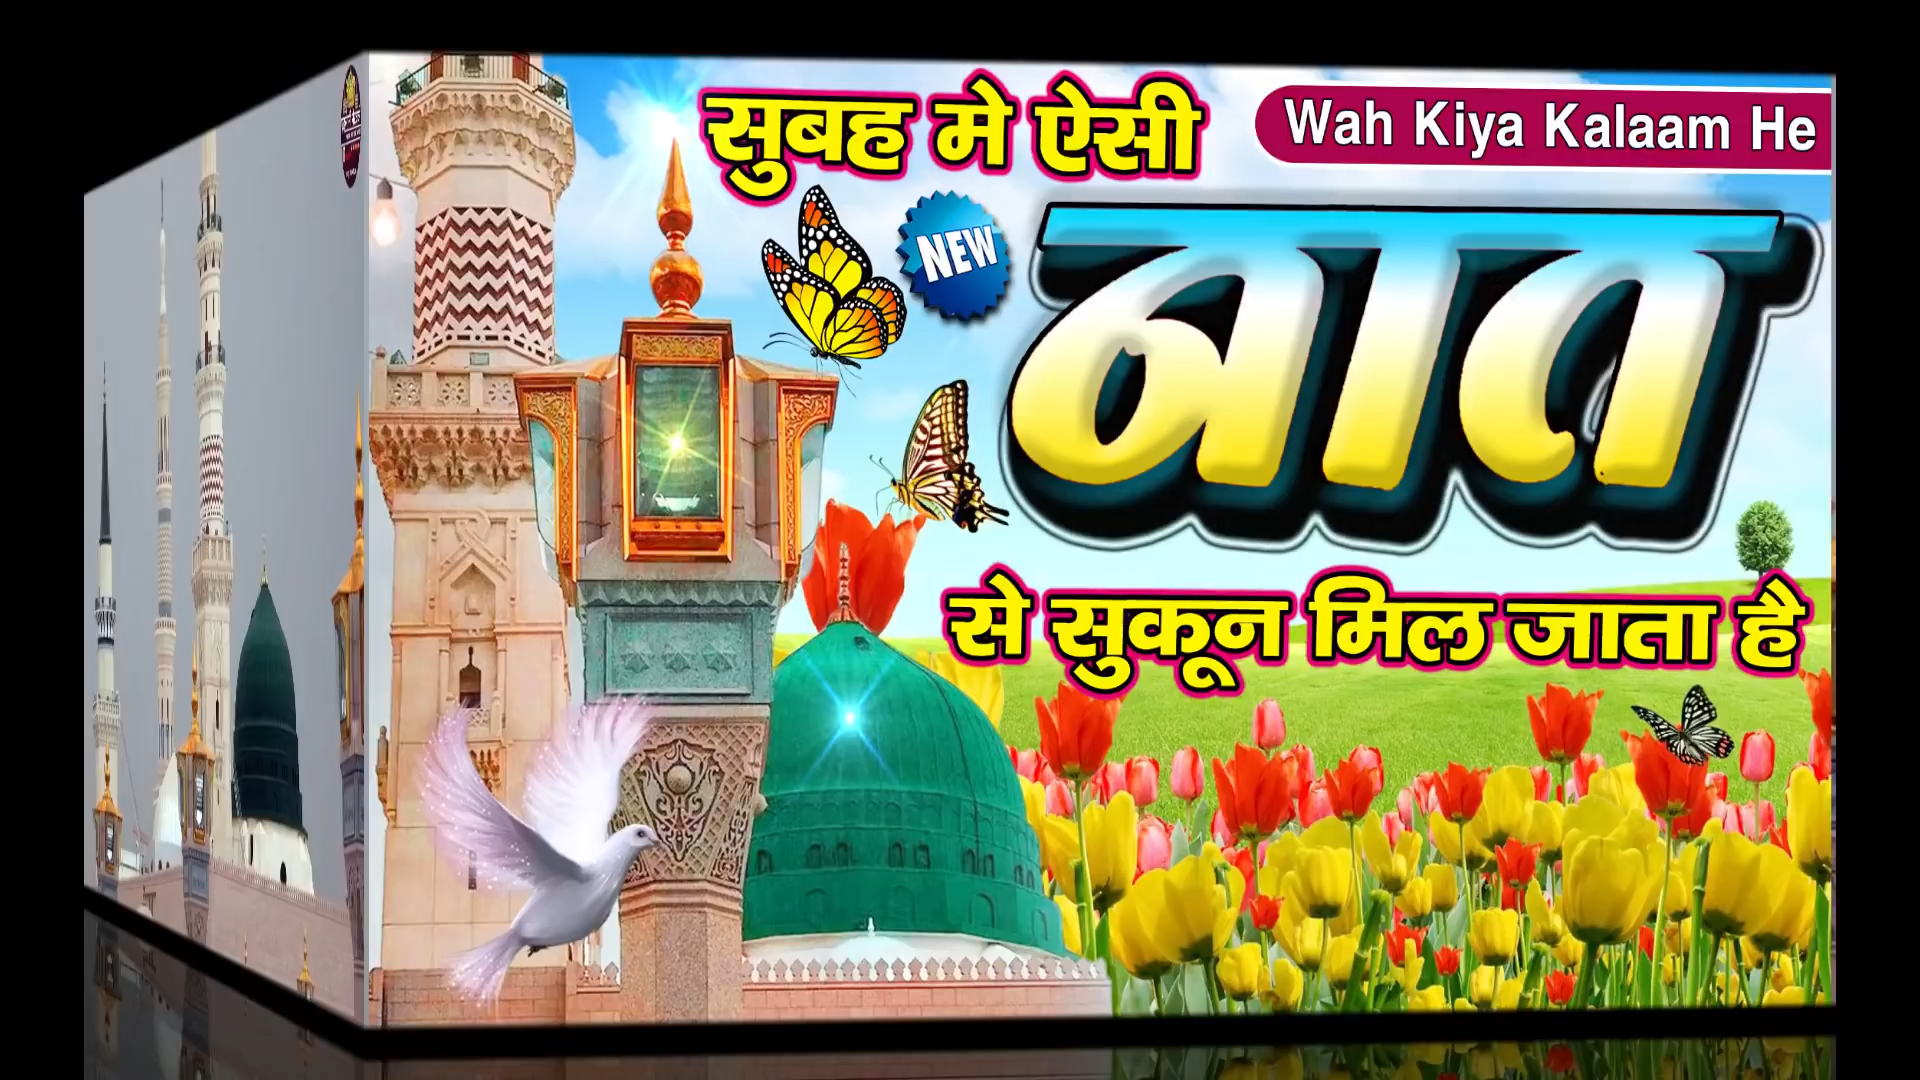 सुबह मे ऐसी
Wah Kiya Kalaam He
NEW
नात
से सुकून मिल जाता है